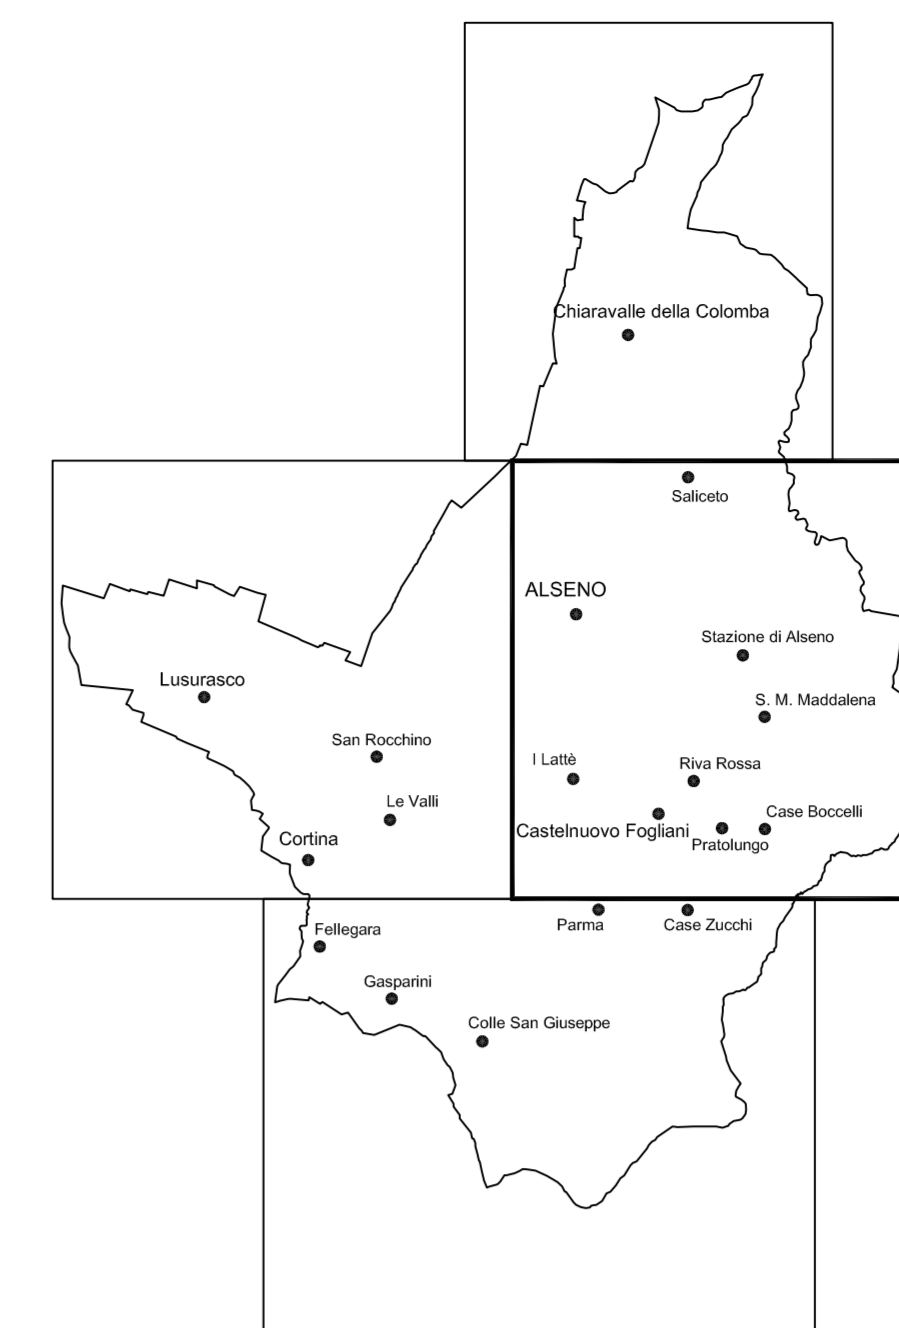 Chiaravalle della Colomba
Saliceto
ALSENO
Stazione di Alseno
Lusurasco
S. M. Maddalena
San Rocchino
I Lattè
Riva Rossa
Le Valli
Case Boccelli
Castelnuovo Fogliani
Cortina
Pratolungo
Parma
Case Zucchi
Fellegara
Gasparini
Colle San Giuseppe